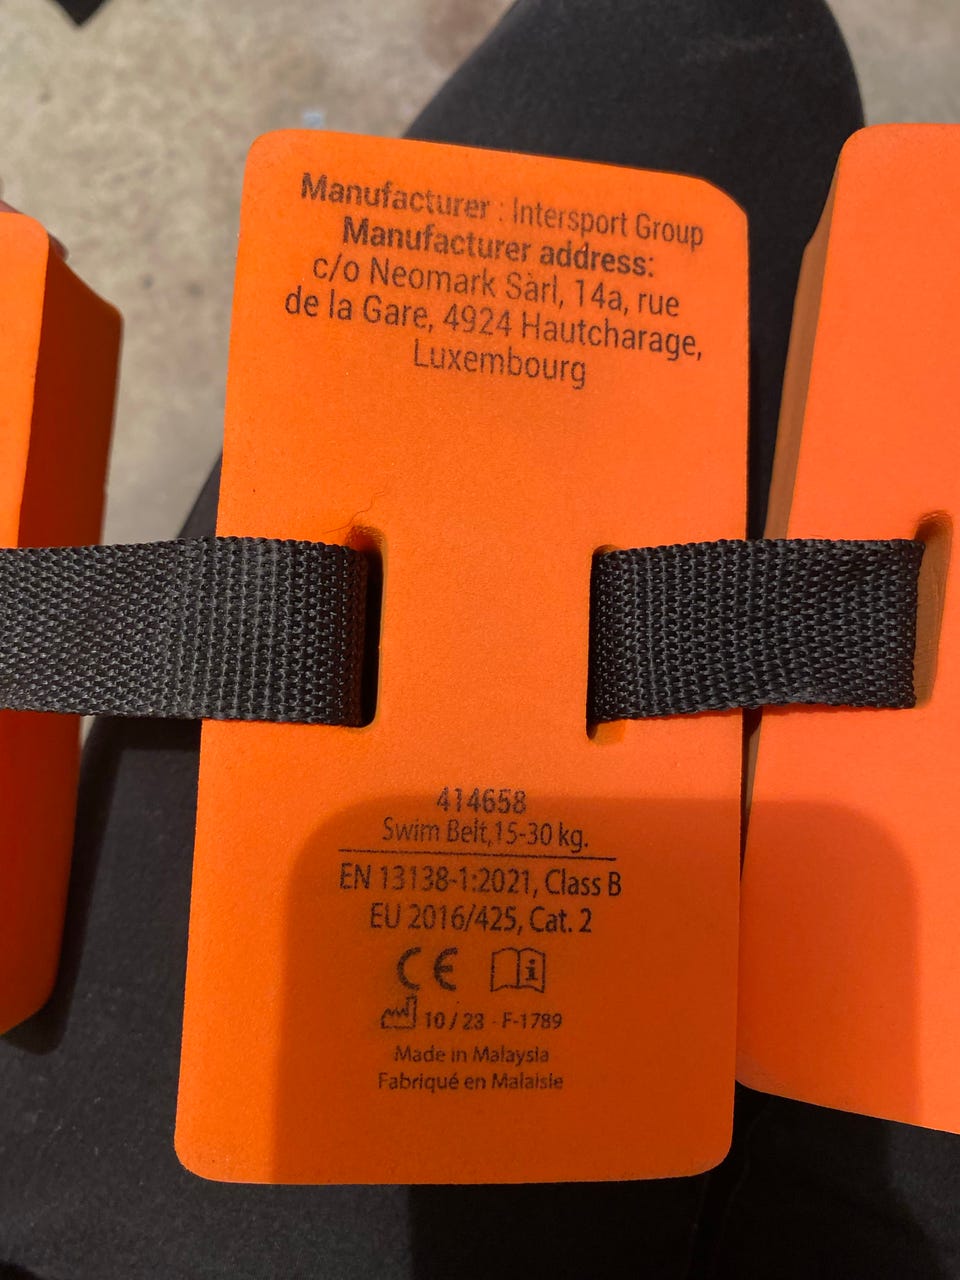 Manufacturer : Intersport Group
Manufacturer address:
c/o Neomark Sàrl, 14a, rue
de la Gare, 4924 Hautcharage,
Luxembourg
414658
Swim Belt,15-30 kg.
EN 13138-1:2021, Class B
EU 2016/425, Cat. 2
CE
10 / 23 - F-1789
Made in Malaysia
Fabriqué en Malaisie